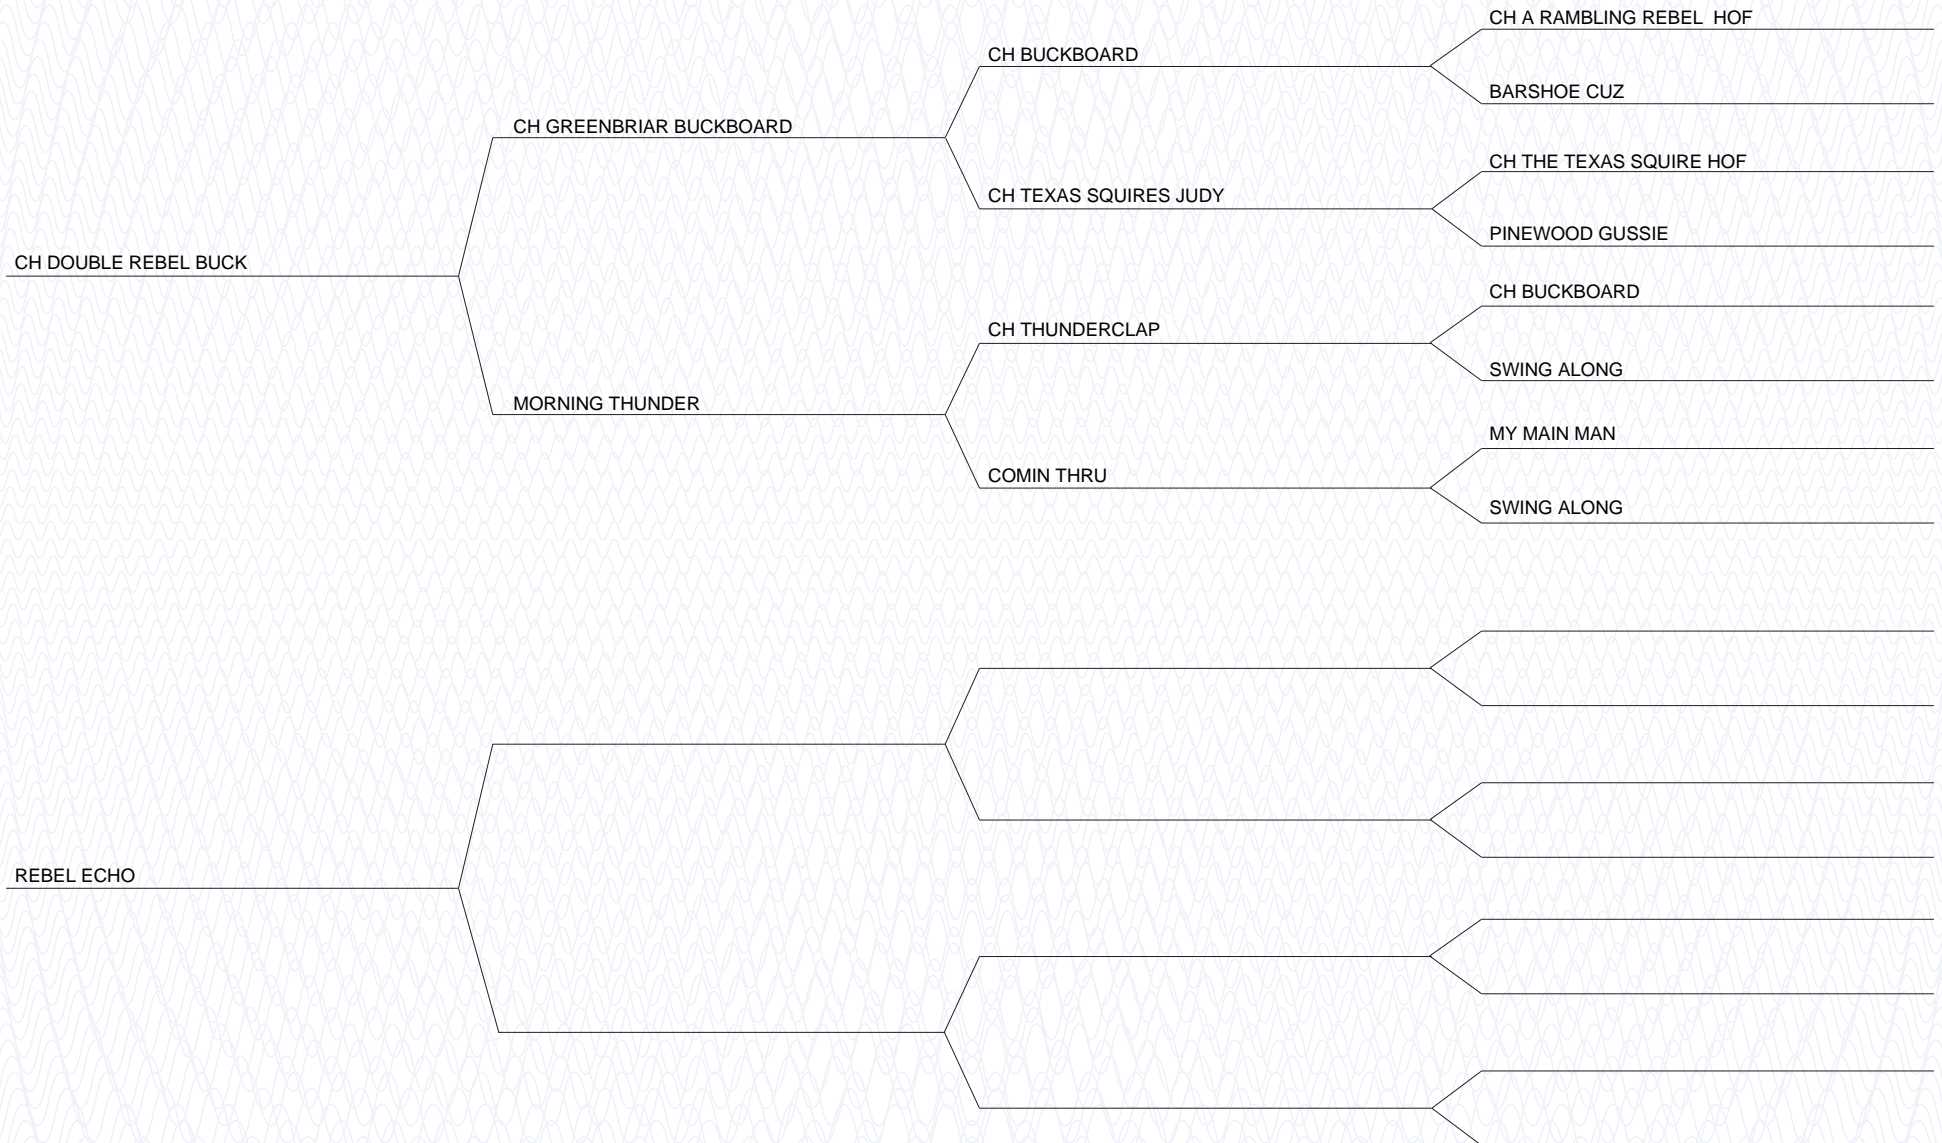 CH A RAMBLING REBEL  HOF
CH BUCKBOARD
BARSHOE CUZ
CH GREENBRIAR BUCKBOARD
CH THE TEXAS SQUIRE HOF
CH TEXAS SQUIRES JUDY
PINEWOOD GUSSIE
CH DOUBLE REBEL BUCK
CH BUCKBOARD
CH THUNDERCLAP
SWING ALONG
MORNING THUNDER
MY MAIN MAN
COMIN THRU
SWING ALONG
REBEL ECHO